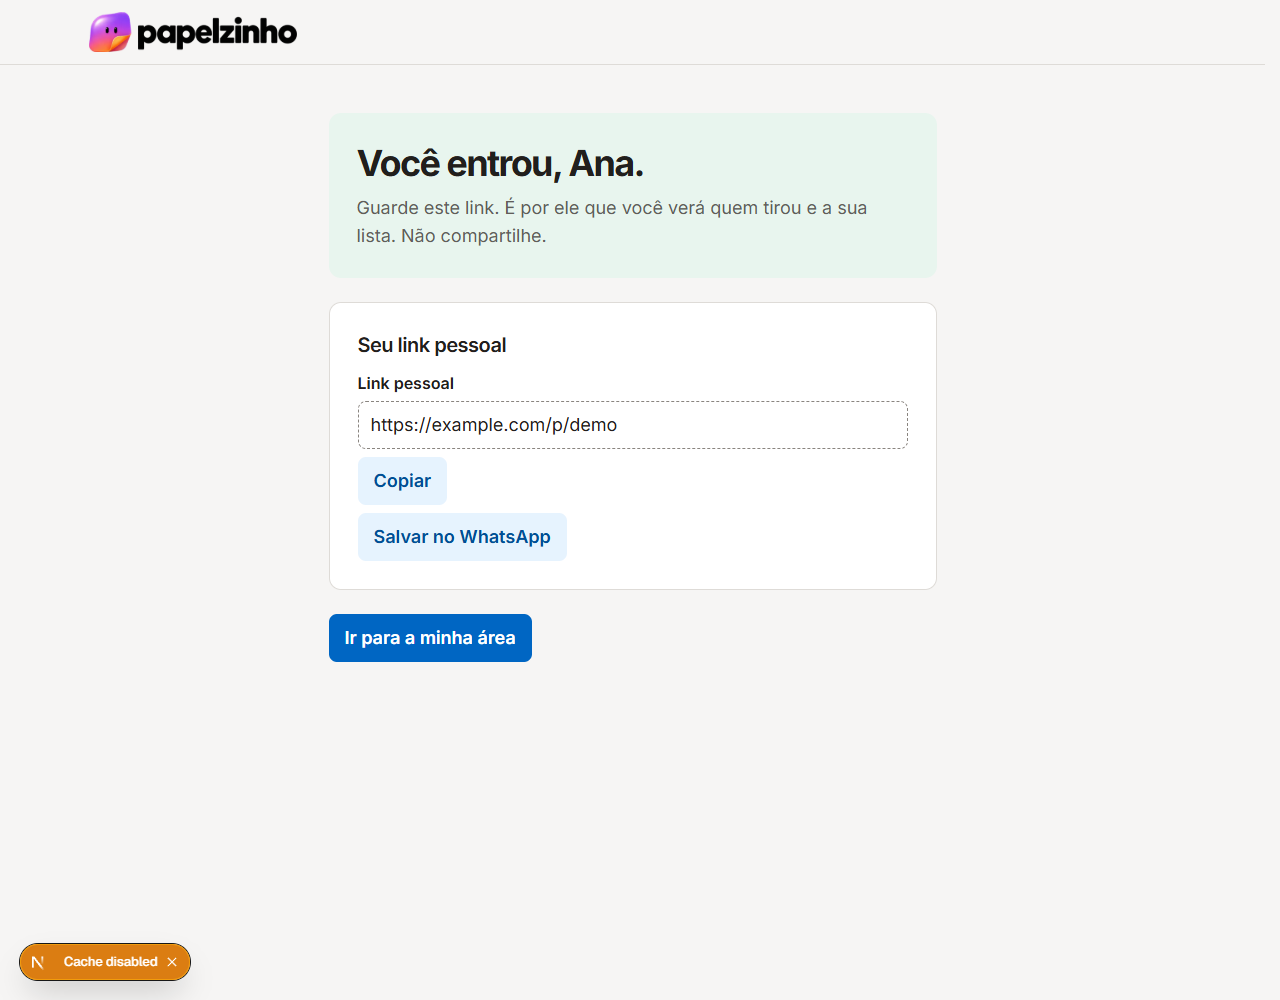 papelzinho
Você entrou, Ana.
Guarde este link. É por ele que você verá quem tirou e a sua
lista. Não compartilhe.
Seu link pessoal
Link pessoal
https://example.com/p/demo
Copiar
Salvar no WhatsApp
Ir para a minha área
Cache disabled